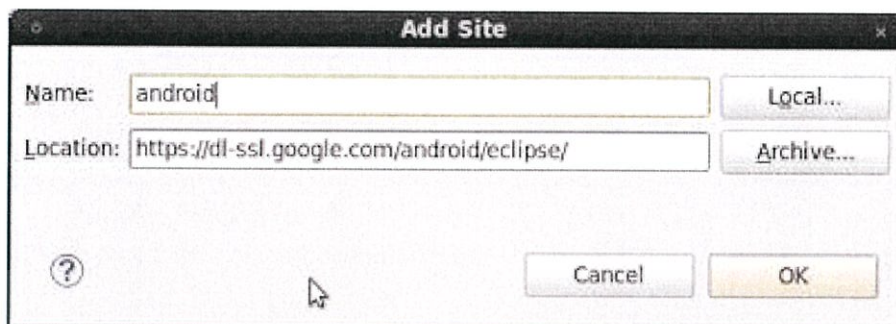 Add Site
Name: android Local...
Location: https://dl-ssl.google.com/android/eclipse/ Archive...
? Cancel OK